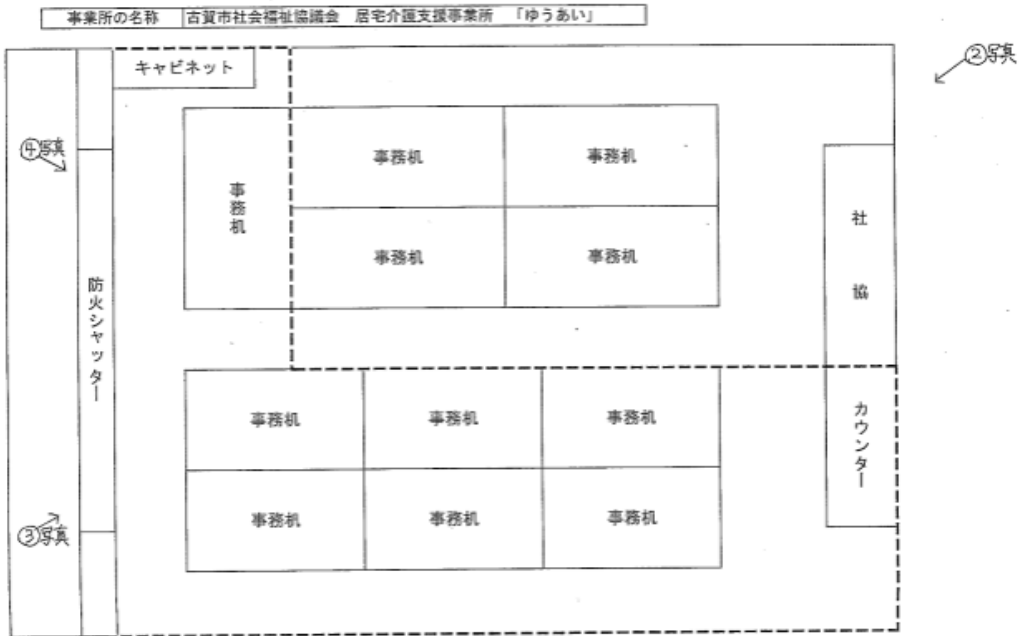 事業所の名称 古賀市社会福祉協議会 居宅介護支援事業所 「ゆうあい」
キャビネット
②写真
④写真
事務机
事務机 事務机
事務机 事務机
社協
防火シャッター
カウンター
事務机 事務机 事務机
事務机 事務机 事務机
③写真